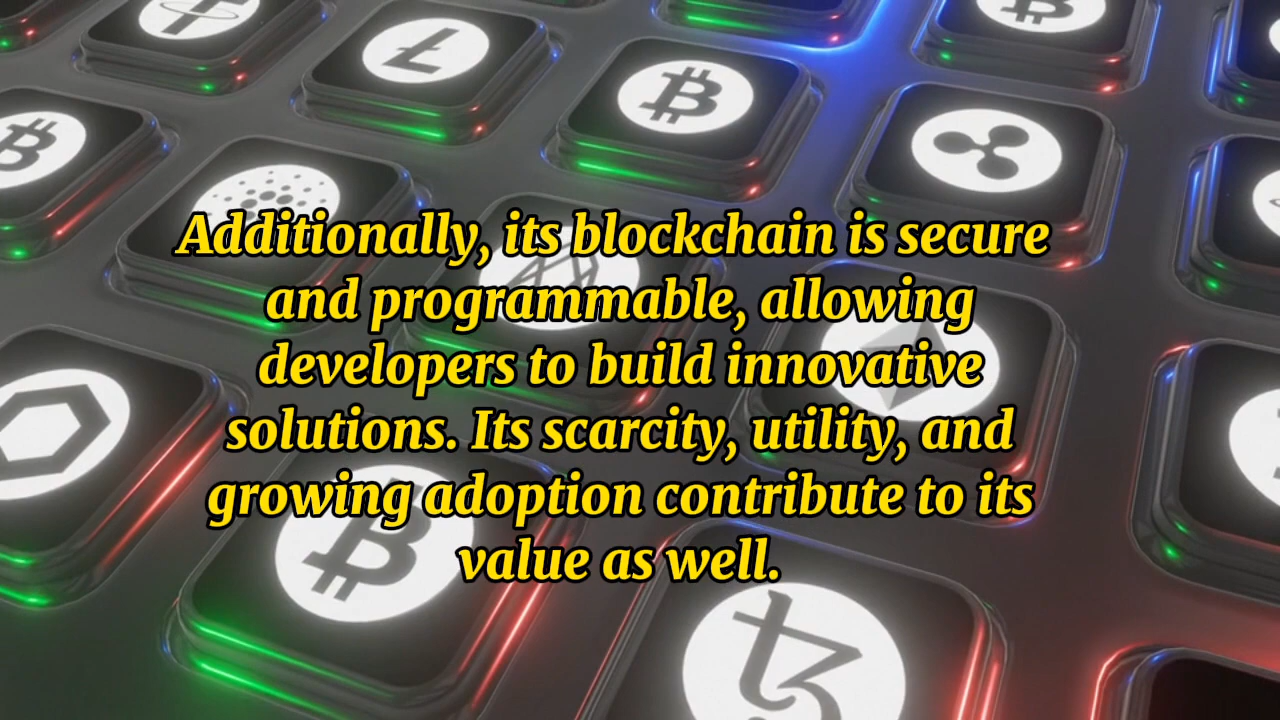 Additionally, its blockchain is secure
and programmable, allowing
developers to build innovative
solutions. Its scarcity, utility, and
growing adoption contribute to its
value as well.